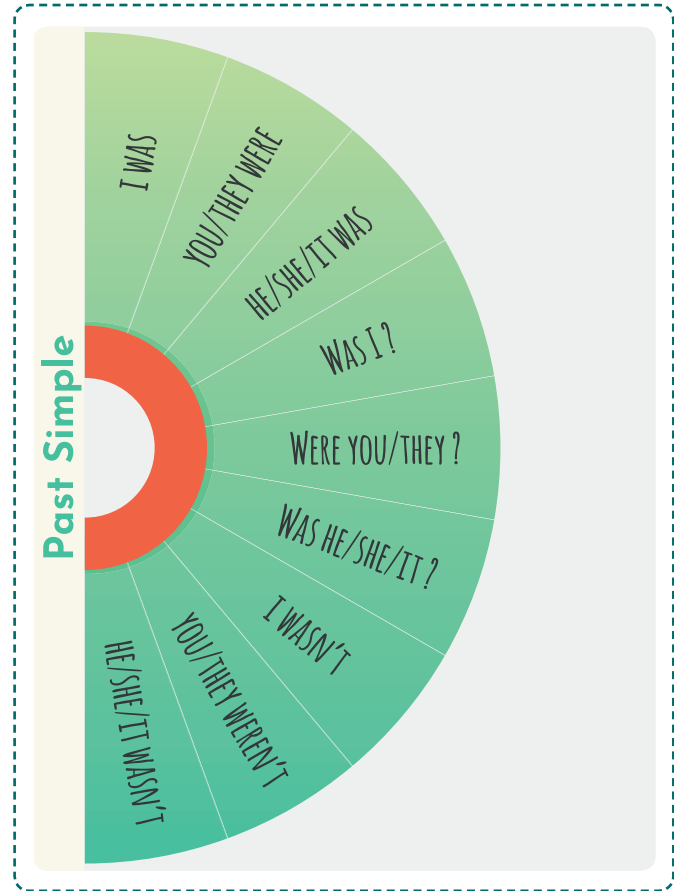 Past Simple
I was
You/they were
He/she/it was
Was I ?
Were you/they ?
Was he/she/it ?
I wasn't
You/they weren't
He/she/it wasn't